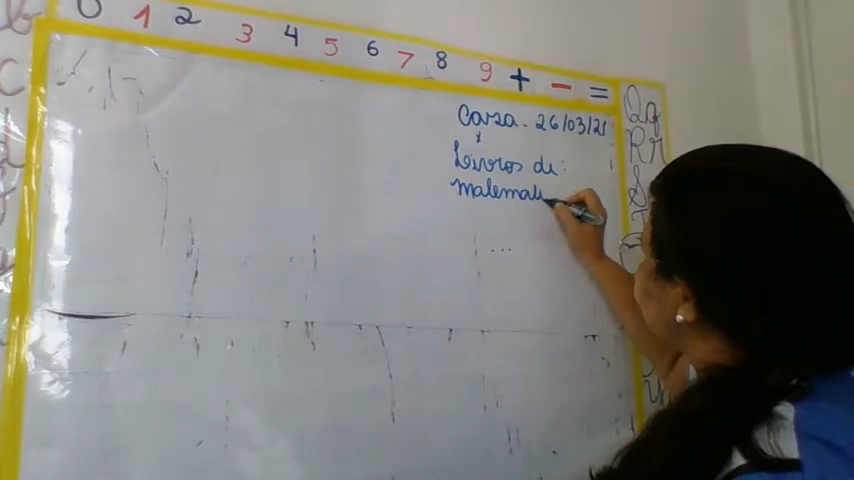 0 1 2 3 4 5 6 7 8 9 + - =
Casa - 26/03/21
* Livros de:
matemati
Q q
R r